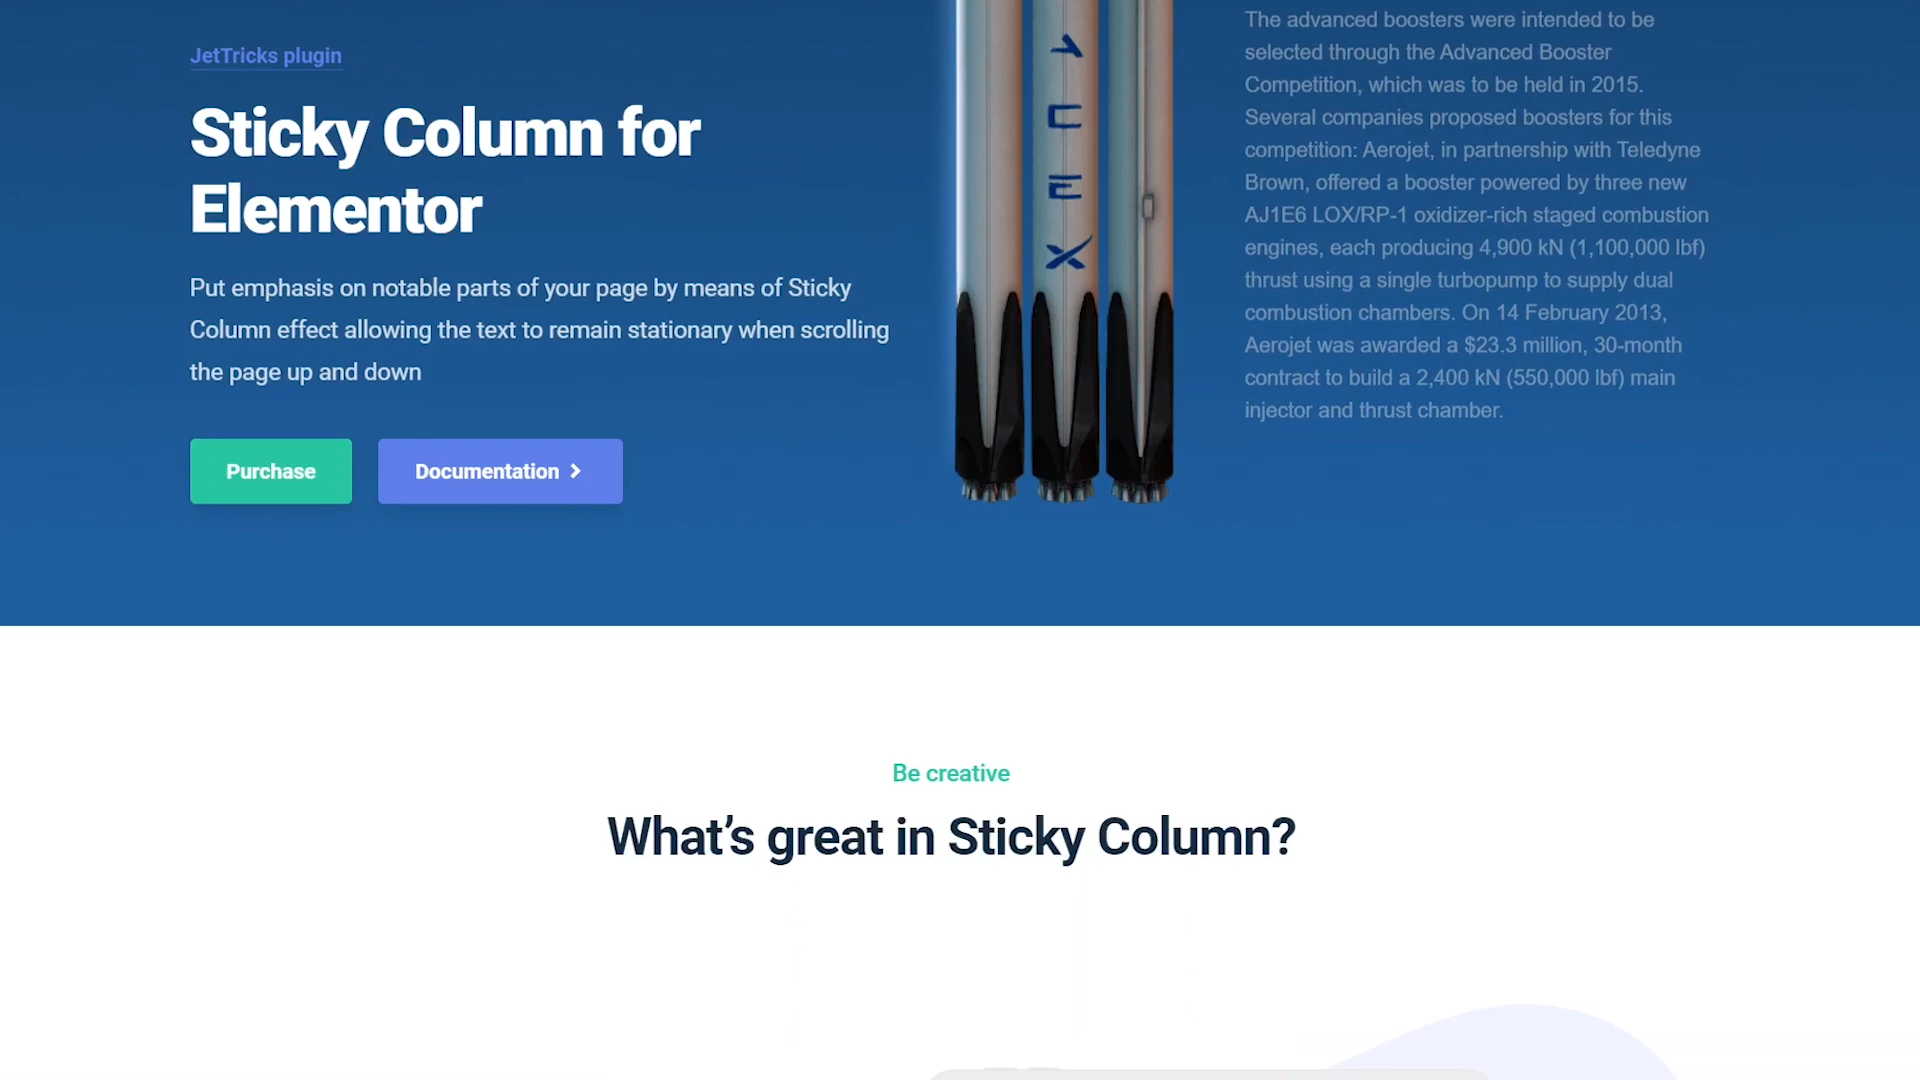 JetTricks plugin
Sticky Column for
Elementor
Put emphasis on notable parts of your page by means of Sticky
Column effect allowing the text to remain stationary when scrolling
the page up and down
Purchase
Documentation
C
E
X
The advanced boosters were intended to be
selected through the Advanced Booster
Competition, which was to be held in 2015.
Several companies proposed boosters for this
competition: Aerojet, in partnership with Teledyne
Brown, offered a booster powered by three new
AJ1E6 LOX/RP-1 oxidizer-rich staged combustion
engines, each producing 4,900 kN (1,100,000 lbf)
thrust using a single turbopump to supply dual
combustion chambers. On 14 February 2013,
Aerojet was awarded a $23.3 million, 30-month
contract to build a 2,400 kN (550,000 lbf) main
injector and thrust chamber.
Be creative
What’s great in Sticky Column?